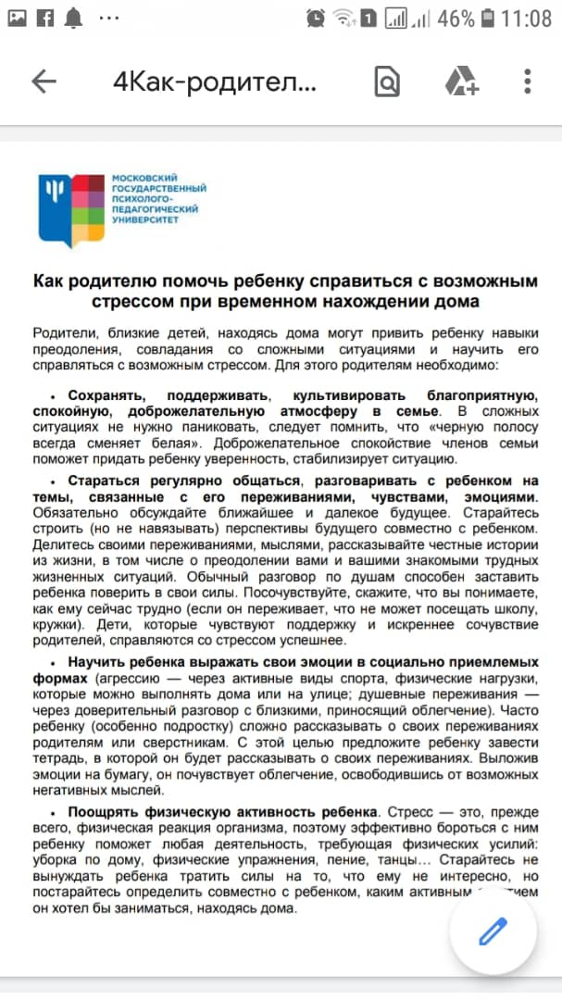 1 46% 11:08
4Как-родител...
МОСКОВСКИЙ
ГОСУДАРСТВЕННЫЙ
ПСИХОЛОГО-
ПЕДАГОГИЧЕСКИЙ
УНИВЕРСИТЕТ
Как родителю помочь ребенку справиться с возможным
стрессом при временном нахождении дома
Родители, близкие детей, находясь дома могут привить ребенку навыки
преодоления, совладания со сложными ситуациями и научить его
справляться с возможным стрессом. Для этого родителям необходимо:
• Сохранять, поддерживать, культивировать благоприятную,
спокойную, доброжелательную атмосферу в семье. В сложных
ситуациях не нужно паниковать, следует помнить, что «черную полосу
всегда сменяет белая». Доброжелательное спокойствие членов семьи
поможет придать ребенку уверенность, стабилизирует ситуацию.
• Стараться регулярно общаться, разговаривать с ребенком на
темы, связанные с его переживаниями, чувствами, эмоциями.
Обязательно обсуждайте ближайшее и далекое будущее. Старайтесь
строить (но не навязывать) перспективы будущего совместно с ребенком.
Делитесь своими переживаниями, мыслями, рассказывайте честные истории
из жизни, в том числе о преодолении вами и вашими знакомыми трудных
жизненных ситуаций. Обычный разговор по душам способен заставить
ребенка поверить в свои силы. Посочувствуйте, скажите, что вы понимаете,
как ему сейчас трудно (если он переживает, что не может посещать школу,
кружки). Дети, которые чувствуют поддержку и искреннее сочувствие
родителей, справляются со стрессом успешнее.
• Научить ребенка выражать свои эмоции в социально приемлемых
формах (агрессию — через активные виды спорта, физические нагрузки,
которые можно выполнять дома или на улице; душевные переживания —
через доверительный разговор с близкими, приносящий облегчение). Часто
ребенку (особенно подростку) сложно рассказывать о своих переживаниях
родителям или сверстникам. С этой целью предложите ребенку завести
тетрадь, в которой он будет рассказывать о своих переживаниях. Выложив
эмоции на бумагу, он почувствует облегчение, освободившись от возможных
негативных мыслей.
• Поощрять физическую активность ребенка. Стресс — это, прежде
всего, физическая реакция организма, поэтому эффективно бороться с ним
ребенку поможет любая деятельность, требующая физических усилий:
уборка по дому, физические упражнения, пение, танцы... Старайтесь не
вынуждать ребенка тратить силы на то, что ему не интересно, но
постарайтесь определить совместно с ребенком, каким активным
он хотел бы заниматься, находясь дома.